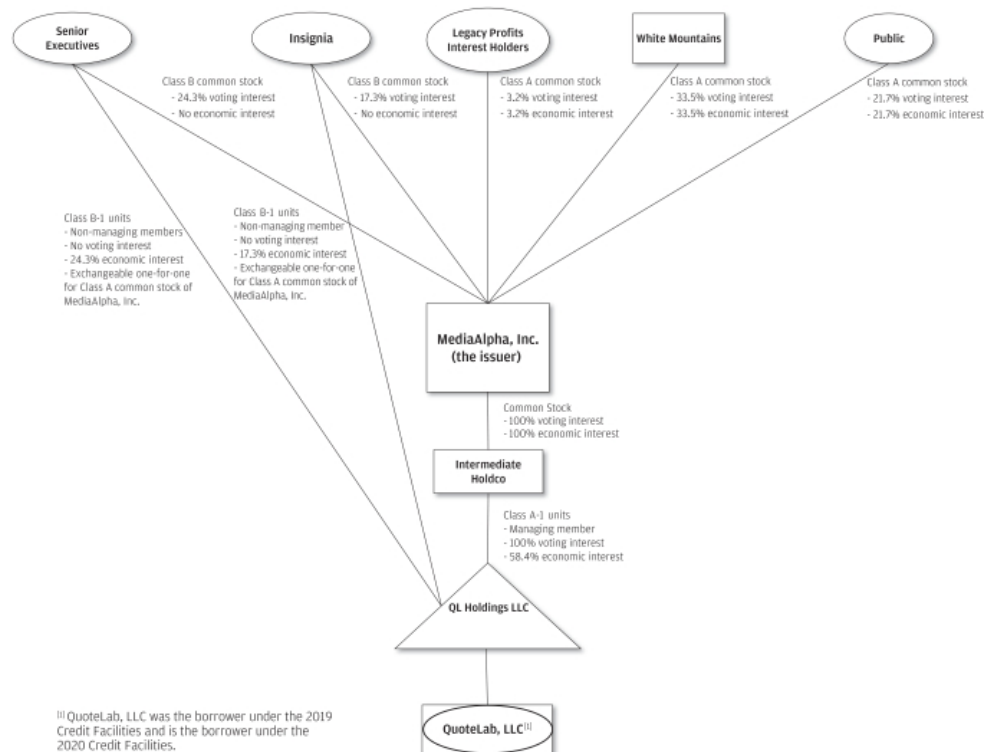 Senior
Executives
Insignia
Legacy Profits
Interest Holders
White Mountains
Public
Class B common stock
- 24.3% voting interest
- No economic interest
Class B common stock
- 17.3% voting interest
- No economic interest
Class A common stock
- 3.2% voting interest
- 3.2% economic interest
Class A common stock
- 33.5% voting interest
- 33.5% economic interest
Class A common stock
- 21.7% voting interest
- 21.7% economic interest
Class B-1 units
- Non-managing members
- No voting interest
- 24.3% economic interest
- Exchangeable one-for-one
for Class A common stock of
MediaAlpha, Inc.
Class B-1 units
- Non-managing member
- No voting interest
- 17.3% economic interest
- Exchangeable one-for-one
for Class A common stock of
MediaAlpha, Inc.
MediaAlpha, Inc.
(the issuer)
Common Stock
- 100% voting interest
- 100% economic interest
Intermediate
Holdco
Class A-1 units
- Managing member
- 100% voting interest
- 58.4% economic interest
QL Holdings LLC
QuoteLab, LLC[1]
[1] QuoteLab, LLC was the borrower under the 2019
Credit Facilities and is the borrower under the
2020 Credit Facilities.